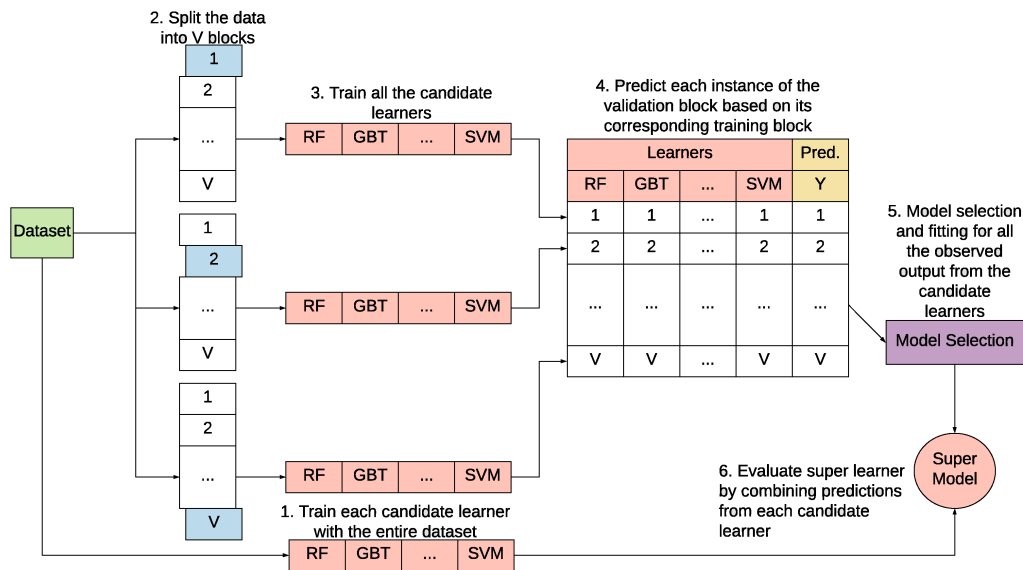 2. Split the data
into V blocks
1
2
...
V
3. Train all the candidate
learners
RF GBT ... SVM
4. Predict each instance of the
validation block based on its
corresponding training block
Learners Pred.
RF GBT ... SVM Y
1 1 ... 1 1
2 2 ... 2 2
... ... ... ... ...
V V ... V V
Dataset
1
2
...
V
RF GBT ... SVM
5. Model selection
and fitting for all
the observed
output from the
candidate
learners
Model Selection
1
2
...
V
RF GBT ... SVM
6. Evaluate super learner
by combining predictions
from each candidate
learner
Super
Model
1. Train each candidate learner
with the entire dataset
RF GBT ... SVM